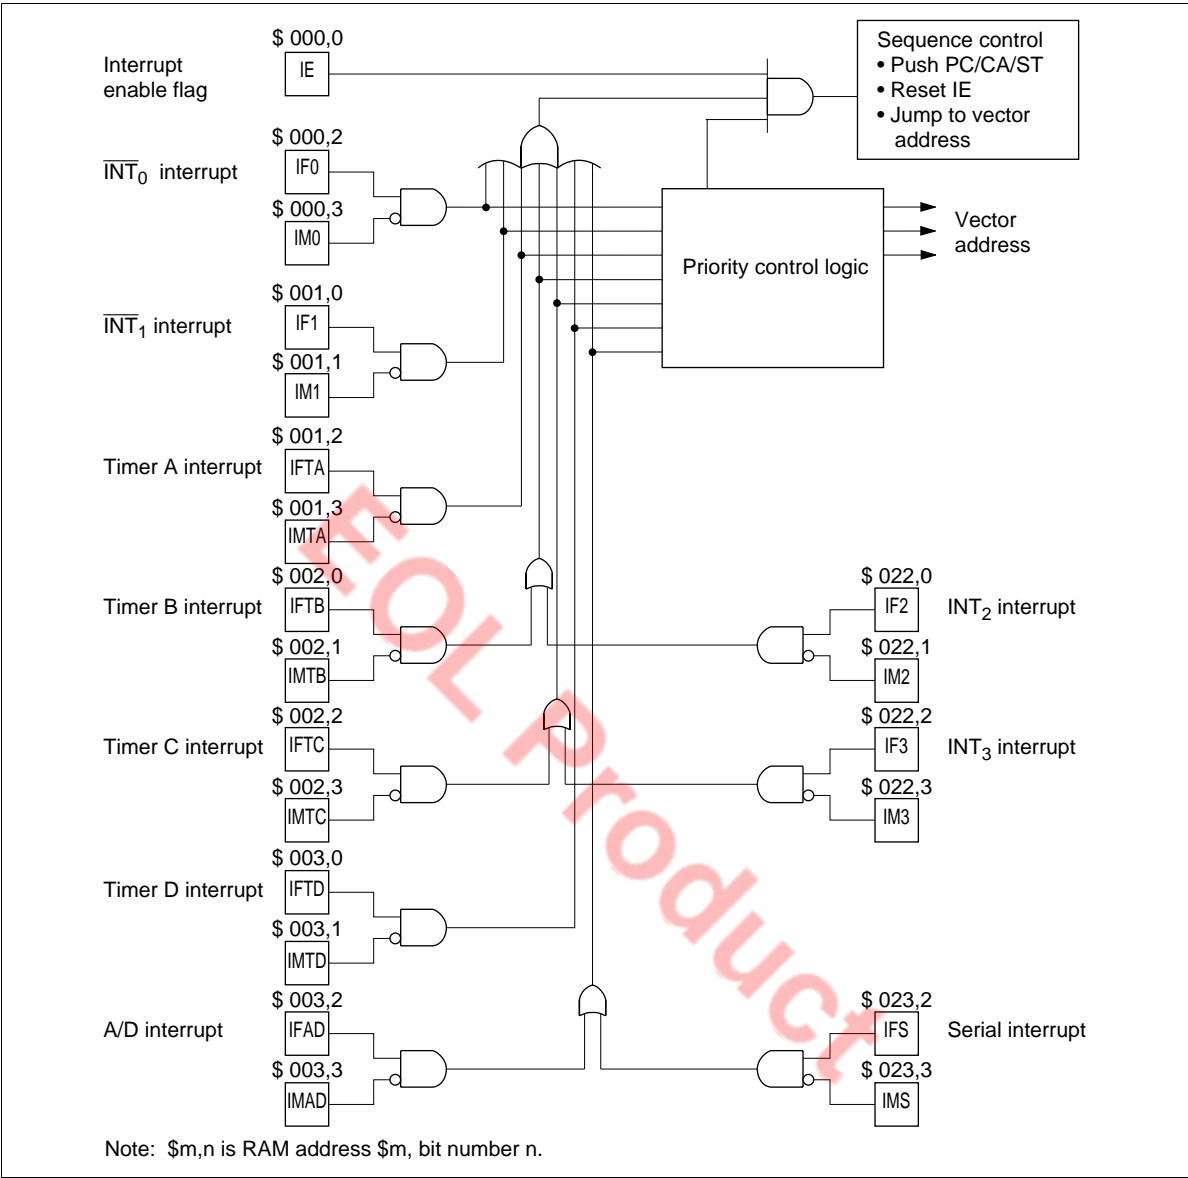 $ 000,0
Interrupt
enable flag
IE
Sequence control
• Push PC/CA/ST
• Reset IE
• Jump to vector
address
$ 000,2
INT0 interrupt
IF0
$ 000,3
IM0
Priority control logic
Vector
address
$ 001,0
INT1 interrupt
IF1
$ 001,1
IM1
$ 001,2
Timer A interrupt
IFTA
$ 001,3
IMTA
$ 002,0
Timer B interrupt
IFTB
$ 002,1
IMTB
$ 022,0
IF2
INT2 interrupt
$ 022,1
IM2
$ 002,2
Timer C interrupt
IFTC
$ 002,3
IMTC
$ 022,2
IF3
INT3 interrupt
$ 022,3
IM3
$ 003,0
Timer D interrupt
IFTD
$ 003,1
IMTD
$ 003,2
A/D interrupt
IFAD
$ 003,3
IMAD
$ 023,2
IFS
Serial interrupt
$ 023,3
IMS
EOL Product
Note: $m,n is RAM address $m, bit number n.